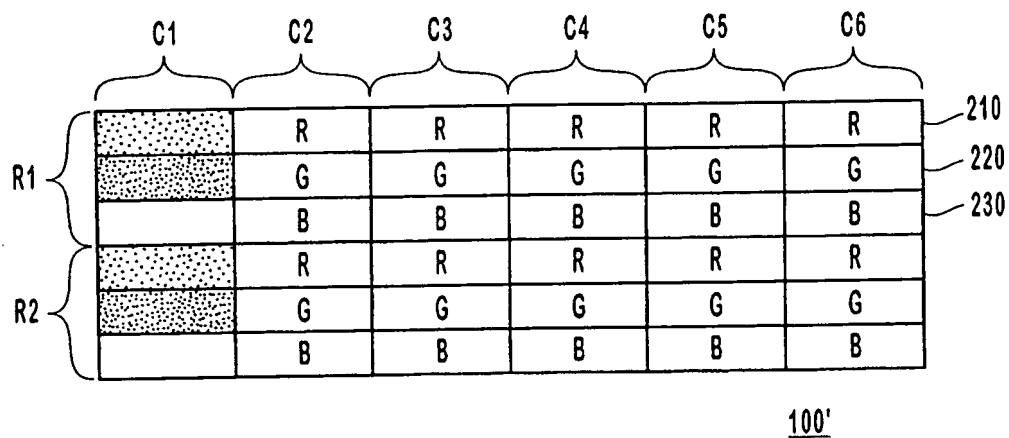 C1 C2 C3 C4 C5 C6
R R R R R 210
R1 G G G G G 220
B B B B B 230
R R R R R
R2 G G G G G
B B B B B
100'